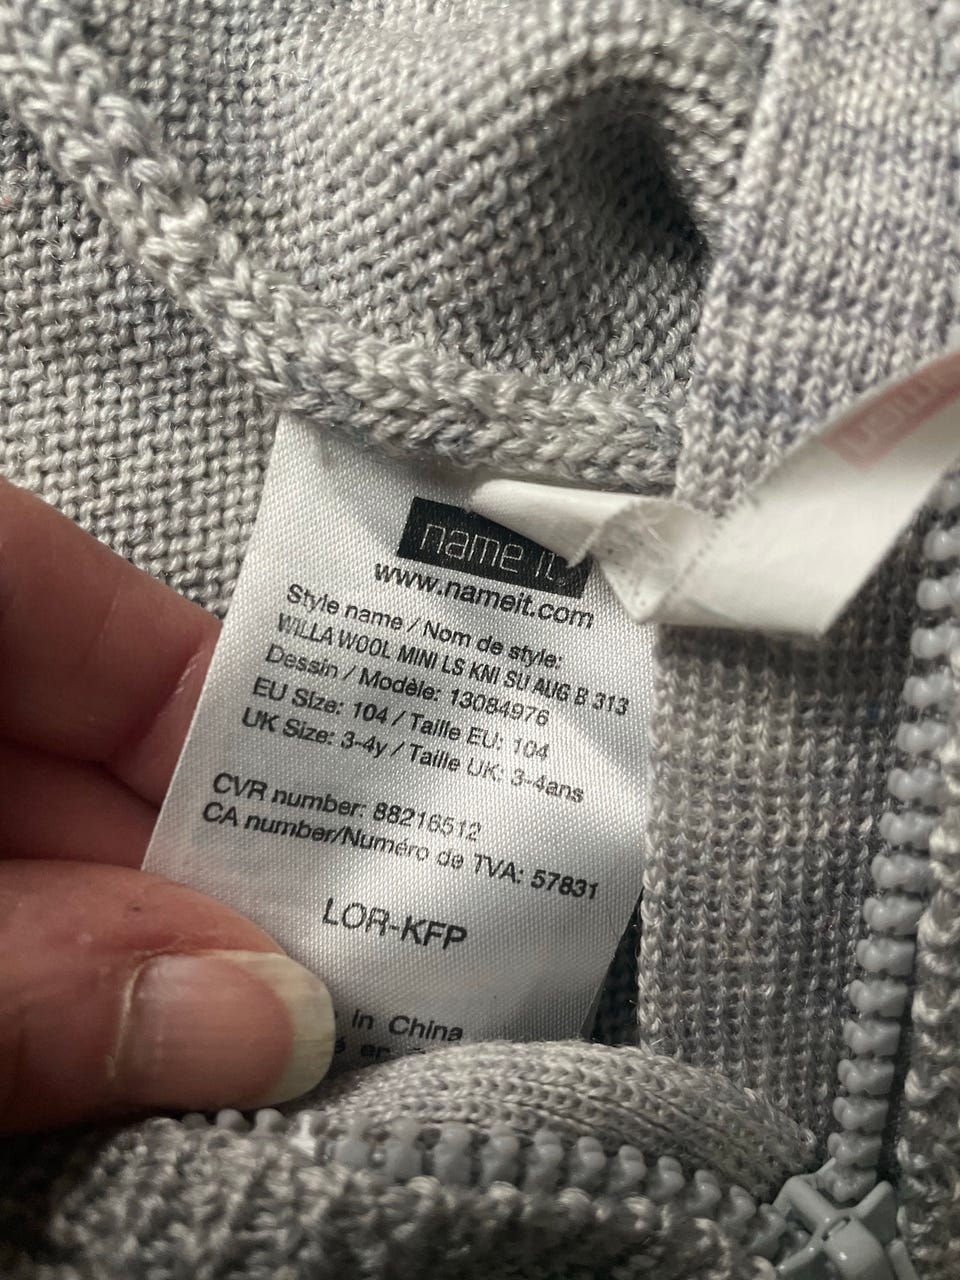 name it
www.nameit.com
Style name / Nom de style:
WILLA WOOL MINI LS KNI SU AUG B 313
Dessin / Modèle: 13084976
EU Size: 104 / Taille EU: 104
UK Size: 3-4y / Taille UK: 3-4ans
CVR number: 88216512
CA number/Numéro de TVA: 57831
LOR-KFP
in China